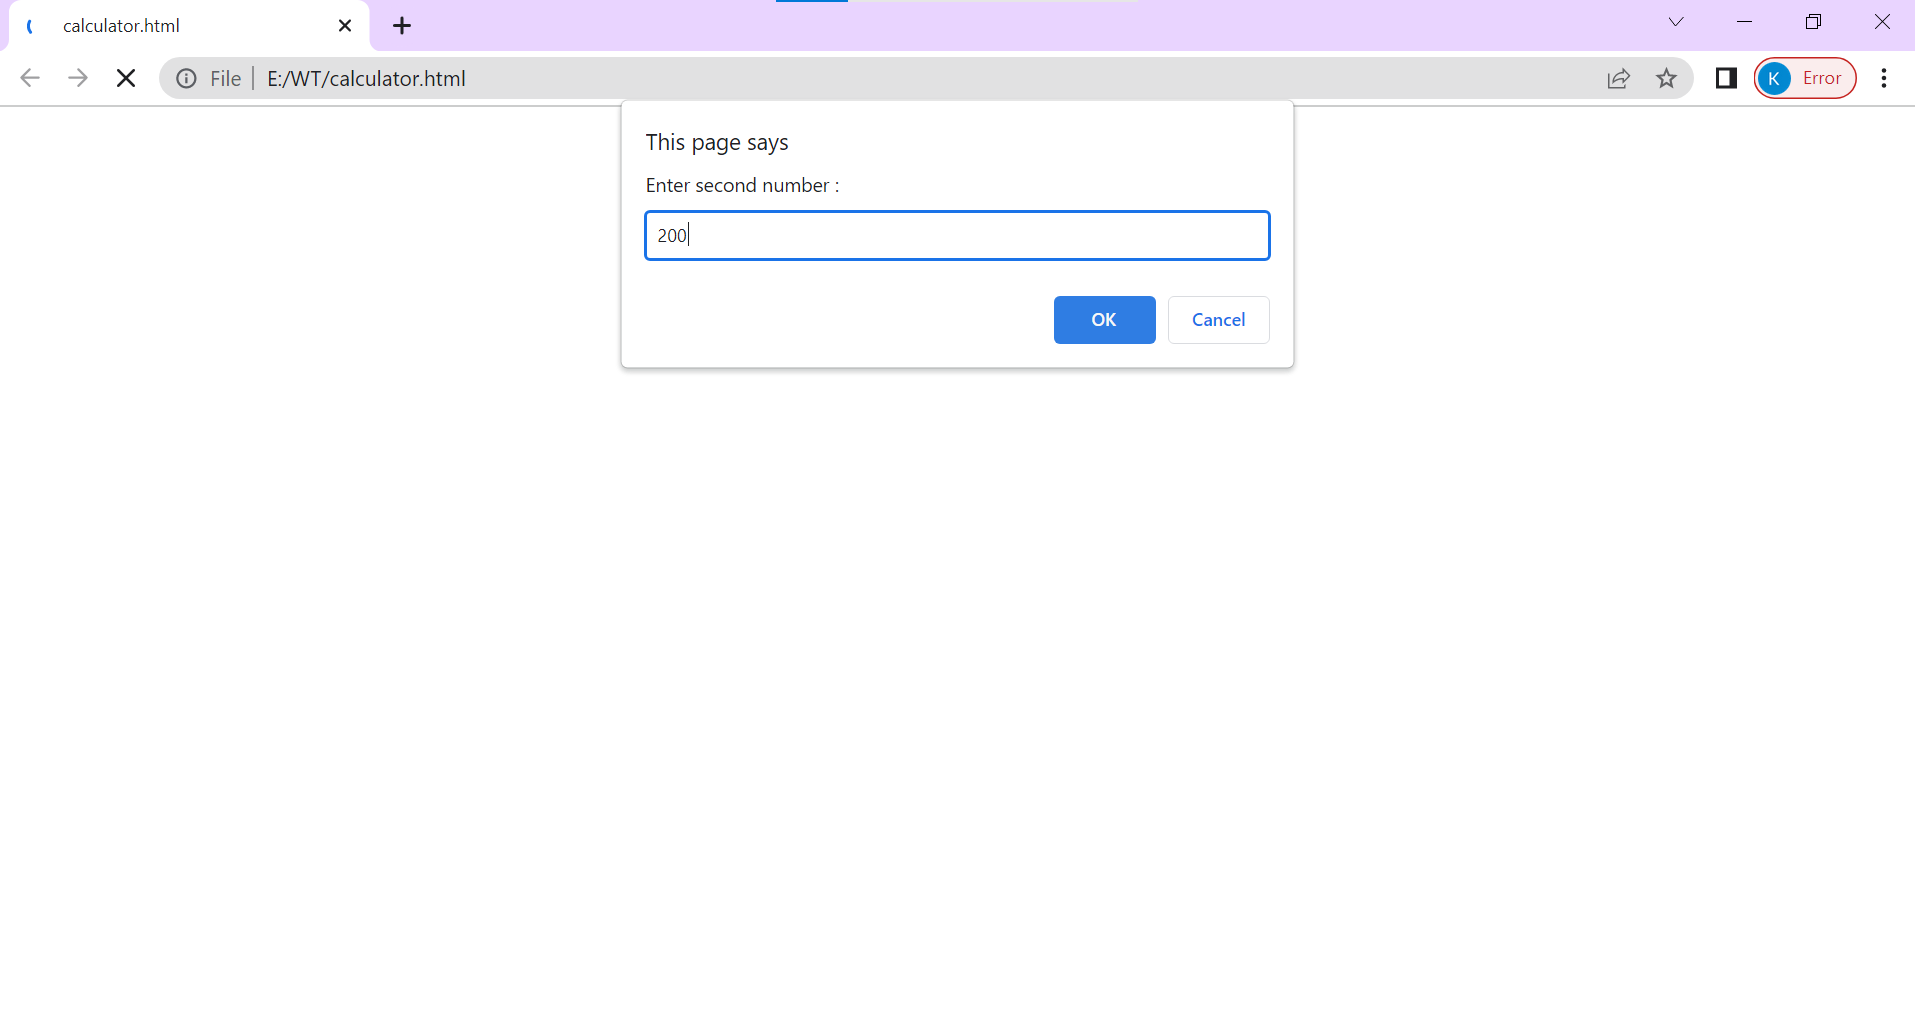 calculator.html
File E:/WT/calculator.html K Error
This page says
Enter second number :
200
OK Cancel